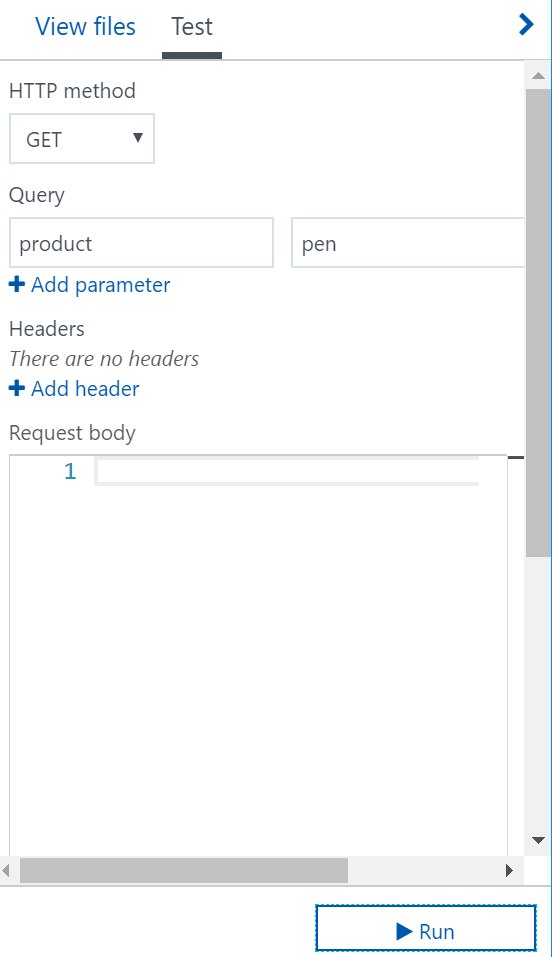 View files Test
HTTP method
GET
Query
product pen
Add parameter
Headers
There are no headers
Add header
Request body
1
Run